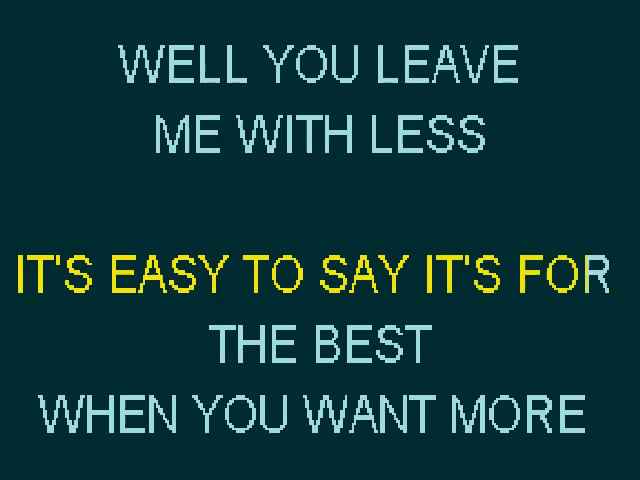 WELL YOU LEAVE
ME WITH LESS
IT'S EASY TO SAY IT'S FOR
THE BEST
WHEN YOU WANT MORE